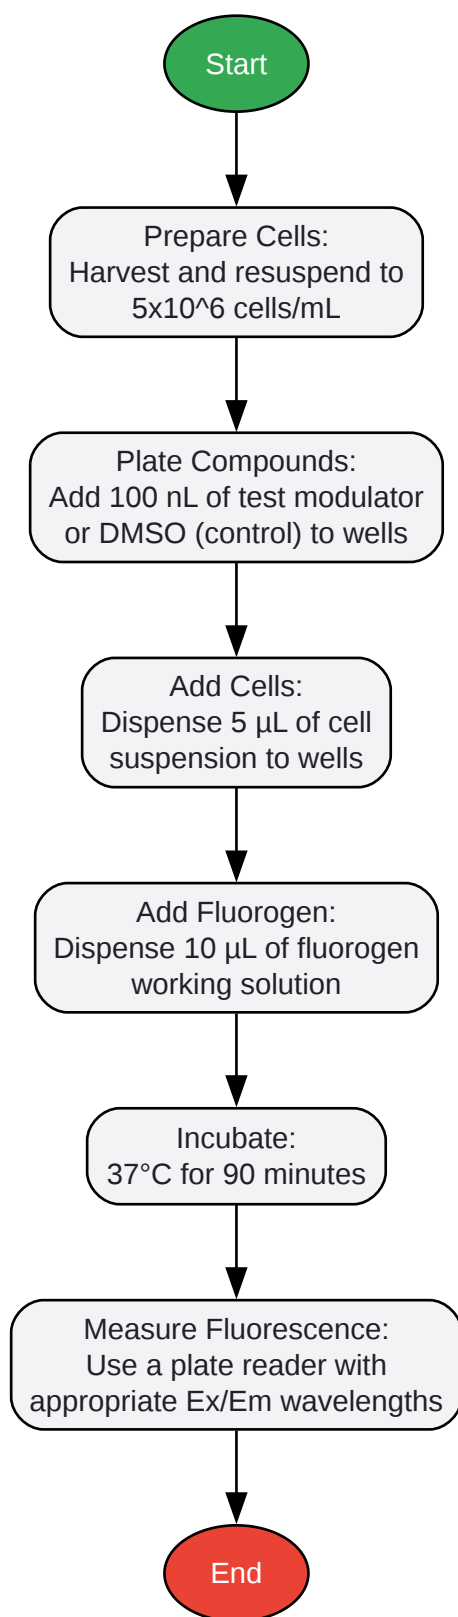 Start
Prepare Cells:
Harvest and resuspend to
5x10^6 cells/mL
Plate Compounds:
Add 100 nL of test modulator
or DMSO (control) to wells
Add Cells:
Dispense 5 µL of cell
suspension to wells
Add Fluorogen:
Dispense 10 µL of fluorogen
working solution
Incubate:
37°C for 90 minutes
Measure Fluorescence:
Use a plate reader with
appropriate Ex/Em wavelengths
End